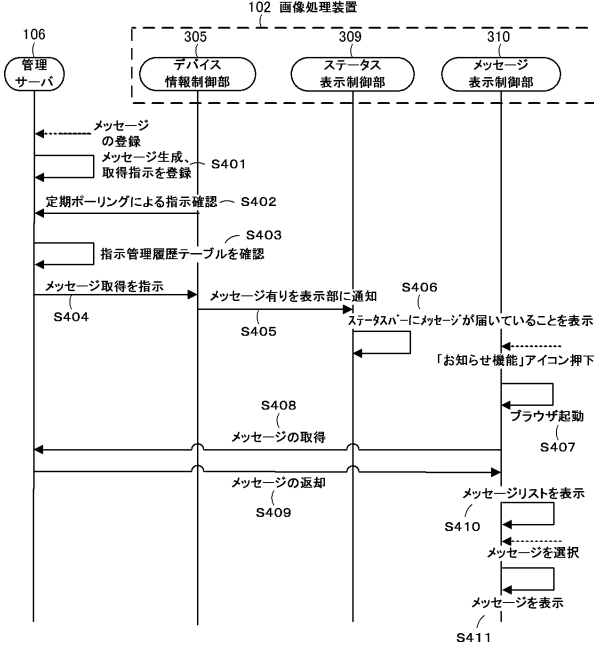 102 画像処理装置
106
305
309
310
管理
サーバ
デバイス
情報制御部
ステータス
表示制御部
メッセージ
表示制御部
メッセージ
の登録
メッセージ生成、
取得指示を登録
S401
定期ポーリングによる指示確認
S402
S403
指示管理履歴テーブルを確認
メッセージ取得を指示
S404
メッセージ有りを表示部に通知
S405
S406
ステータスバーにメッセージが届いていることを表示
「お知らせ機能」アイコン押下
ブラウザ起動
S407
S408
メッセージの取得
メッセージの返却
S409
メッセージリストを表示
S410
メッセージを選択
メッセージを表示
S411